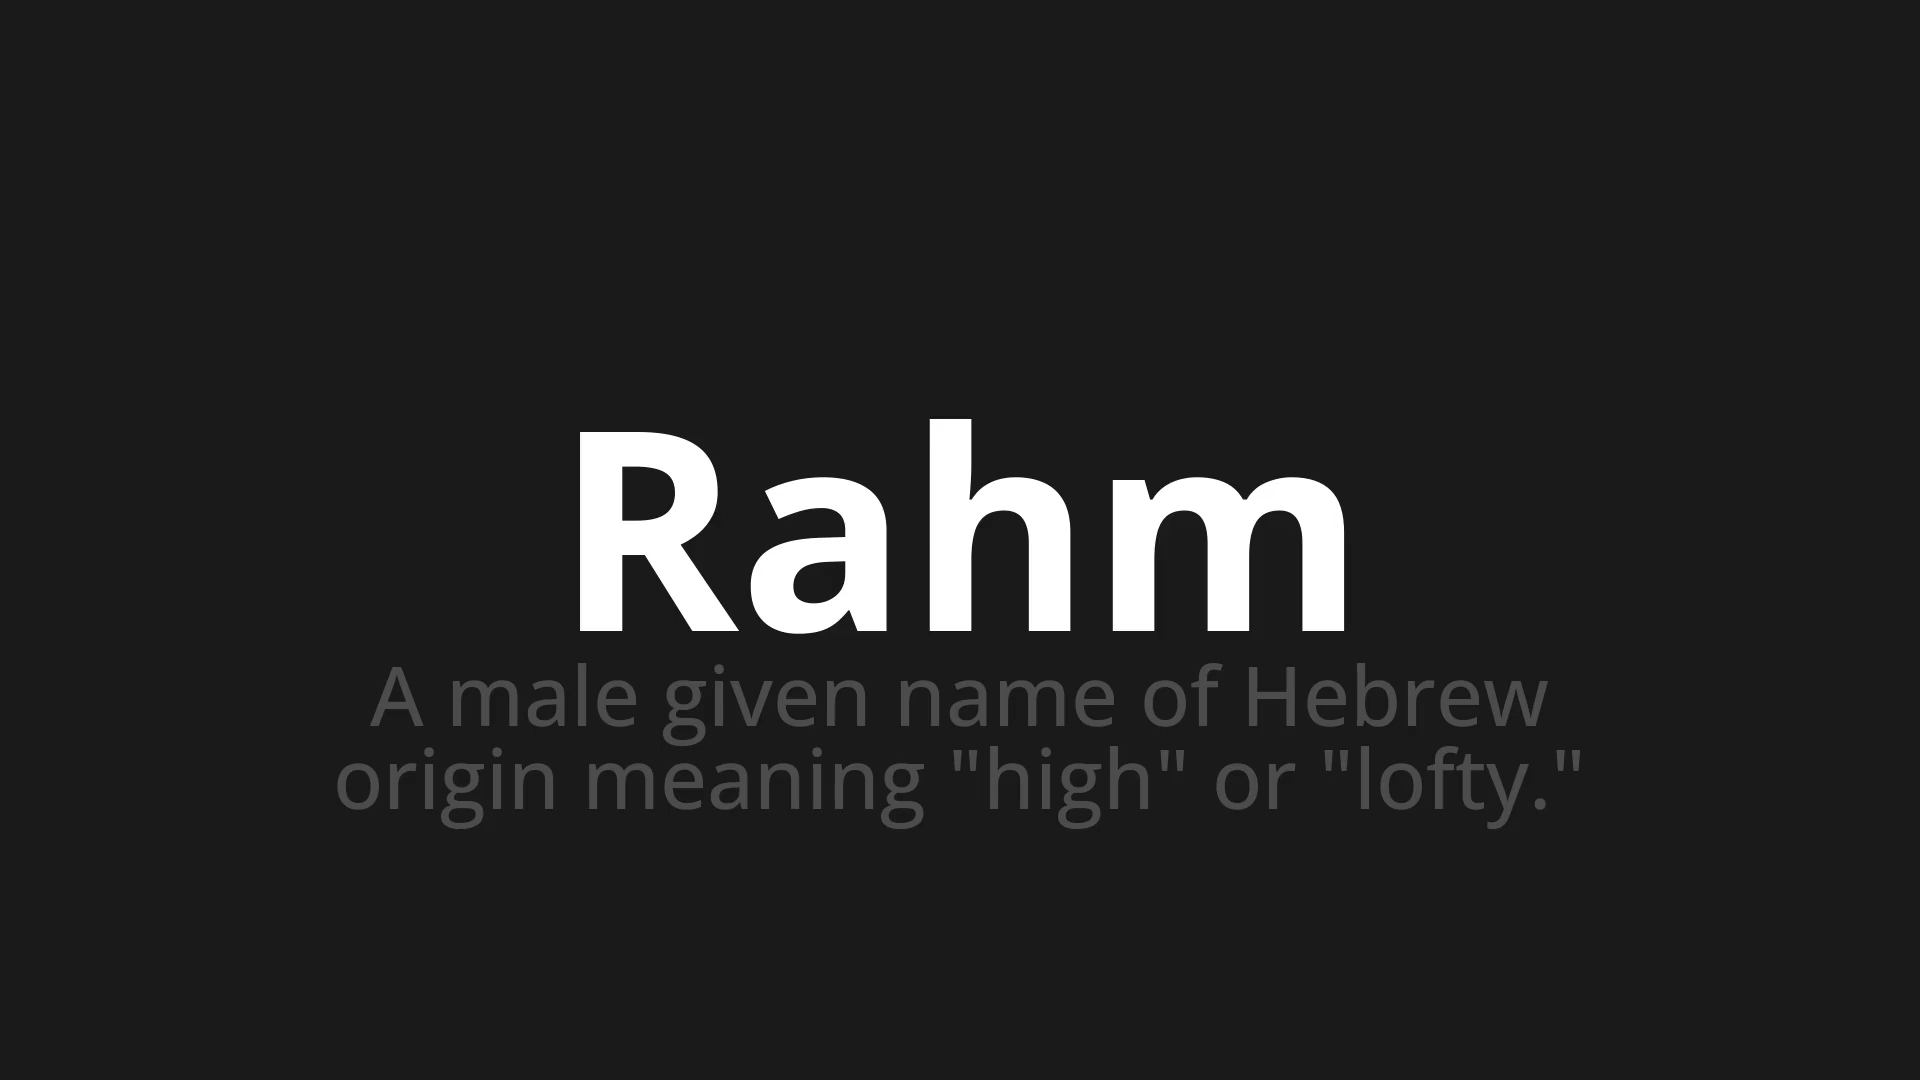 Rahm
A male given name of Hebrew
origin meaning "high" or "lofty."